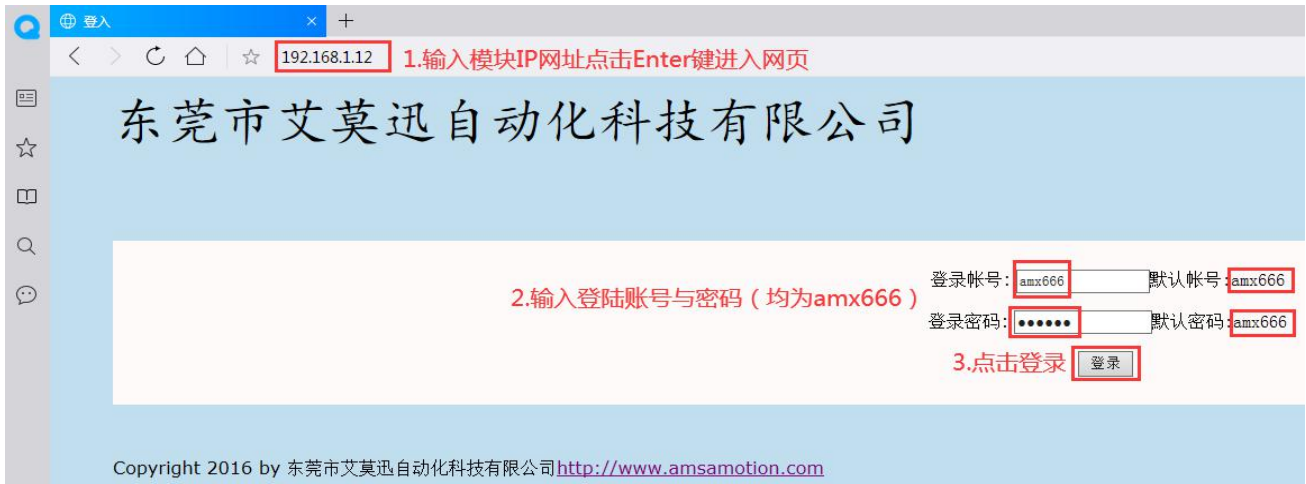 登入
192.168.1.12 1.输入模块IP网址点击Enter键进入网页
东莞市艾莫迅自动化科技有限公司
登录帐号: amx666 默认帐号:amx666
2.输入登陆账号与密码（均为amx666）
登录密码: ●●●●●● 默认密码:amx666
3.点击登录 登录
Copyright 2016 by 东莞市艾莫迅自动化科技有限公司http://www.amsamotion.com